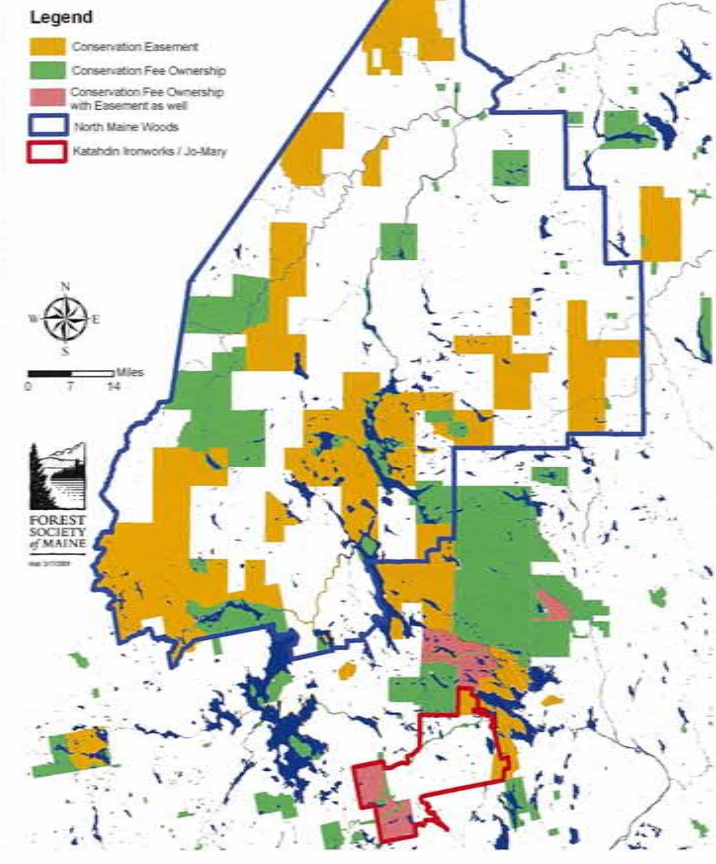 Legend
Conservation Easement
Conservation Fee Ownership
Conservation Fee Ownership
with Easement as well
North Maine Woods
Katahdin Ironworks / Jo-Mary
N
W
E
S
Miles
0 7 14
FOREST
SOCIETY
of MAINE